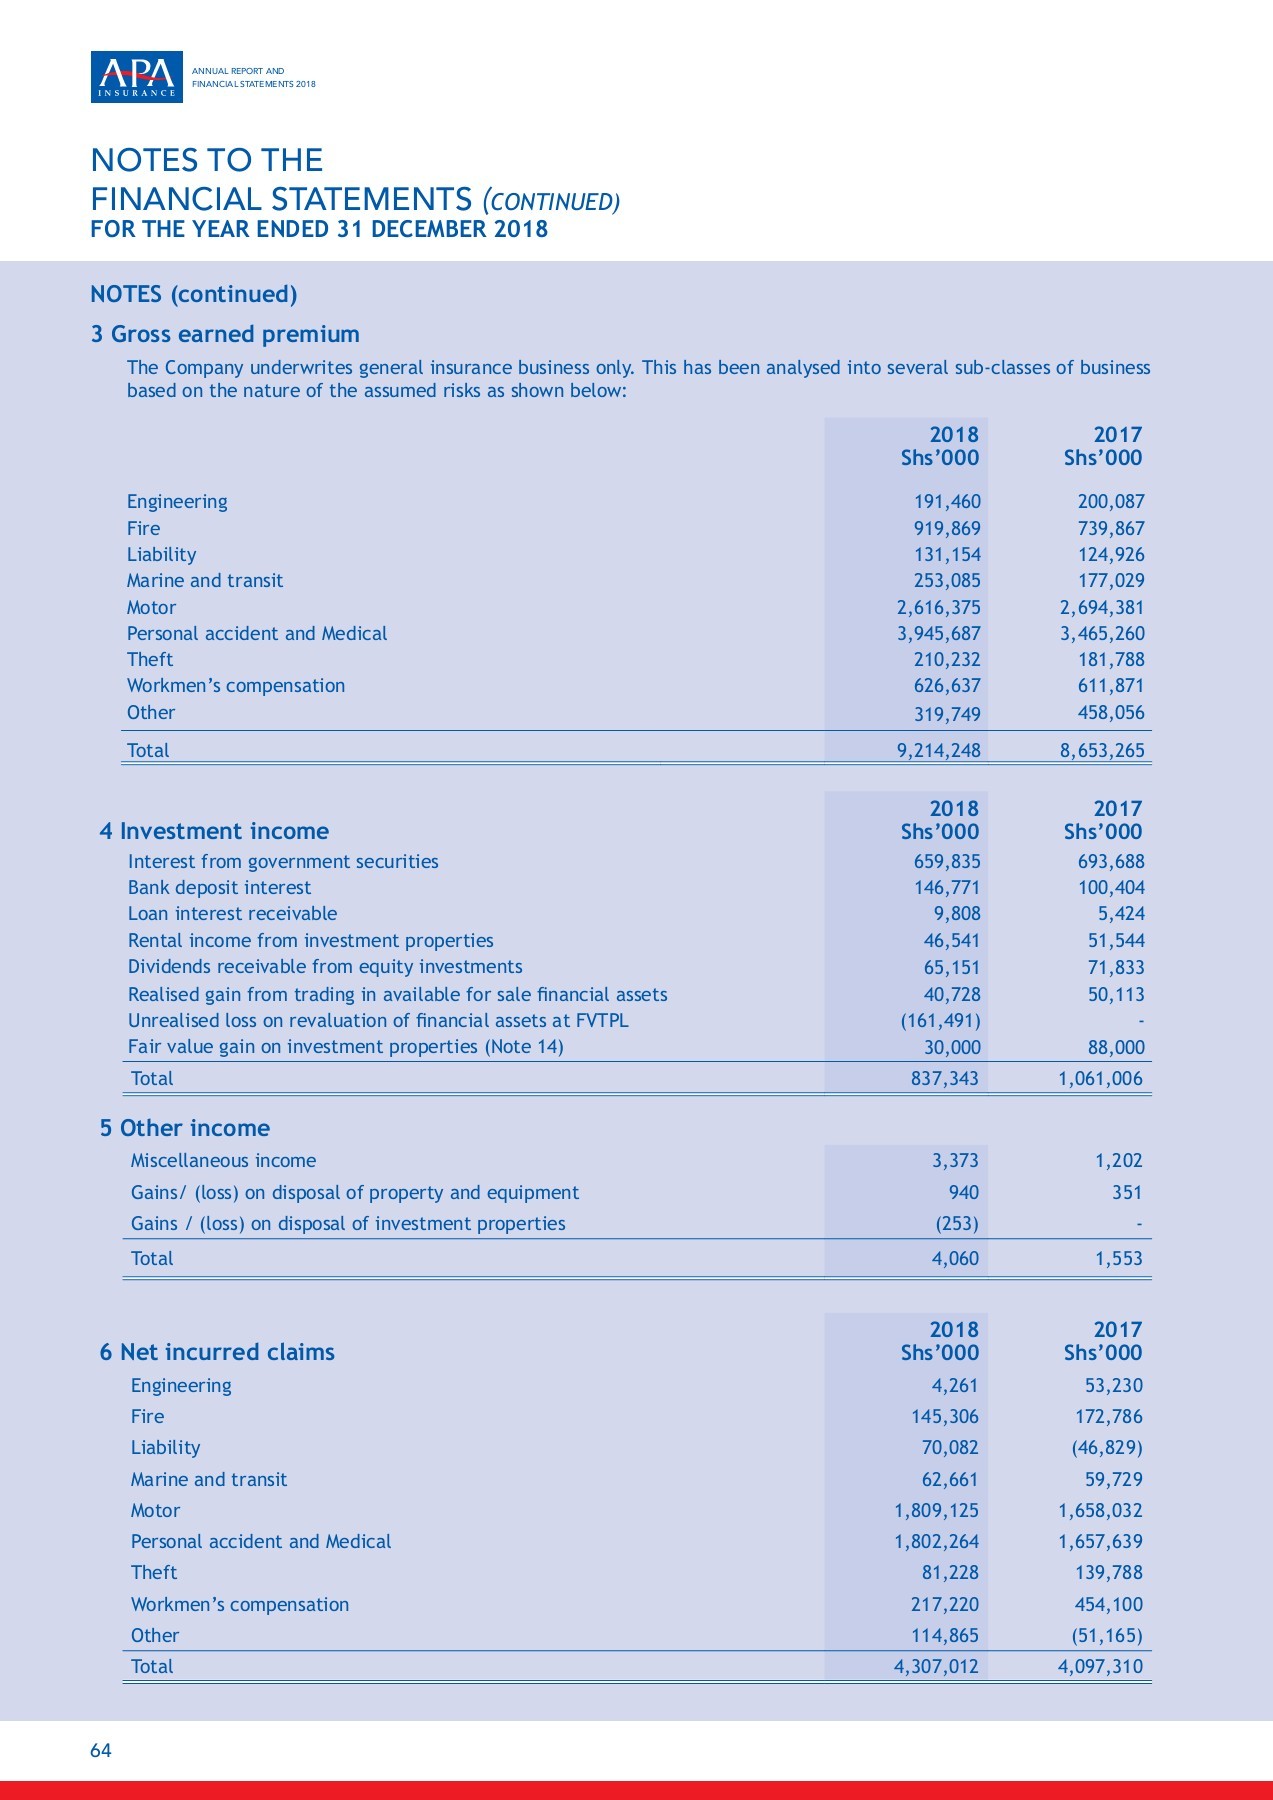 APA
INSURANCE
ANNUAL REPORT AND
FINANCIAL STATEMENTS 2018
NOTES TO THE
FINANCIAL STATEMENTS (CONTINUED)
FOR THE YEAR ENDED 31 DECEMBER 2018
NOTES (continued)
3 Gross earned premium
The Company underwrites general insurance business only. This has been analysed into several sub-classes of business
based on the nature of the assumed risks as shown below:
2018 2017
Shs’000 Shs’000
Engineering 191,460 200,087
Fire 919,869 739,867
Liability 131,154 124,926
Marine and transit 253,085 177,029
Motor 2,616,375 2,694,381
Personal accident and Medical 3,945,687 3,465,260
Theft 210,232 181,788
Workmen’s compensation 626,637 611,871
Other 319,749 458,056
Total 9,214,248 8,653,265
2018 2017
4 Investment income Shs’000 Shs’000
Interest from government securities 659,835 693,688
Bank deposit interest 146,771 100,404
Loan interest receivable 9,808 5,424
Rental income from investment properties 46,541 51,544
Dividends receivable from equity investments 65,151 71,833
Realised gain from trading in available for sale financial assets 40,728 50,113
Unrealised loss on revaluation of financial assets at FVTPL (161,491) -
Fair value gain on investment properties (Note 14) 30,000 88,000
Total 837,343 1,061,006
5 Other income
Miscellaneous income 3,373 1,202
Gains/ (loss) on disposal of property and equipment 940 351
Gains / (loss) on disposal of investment properties (253) -
Total 4,060 1,553
2018 2017
6 Net incurred claims Shs’000 Shs’000
Engineering 4,261 53,230
Fire 145,306 172,786
Liability 70,082 (46,829)
Marine and transit 62,661 59,729
Motor 1,809,125 1,658,032
Personal accident and Medical 1,802,264 1,657,639
Theft 81,228 139,788
Workmen’s compensation 217,220 454,100
Other 114,865 (51,165)
Total 4,307,012 4,097,310
64